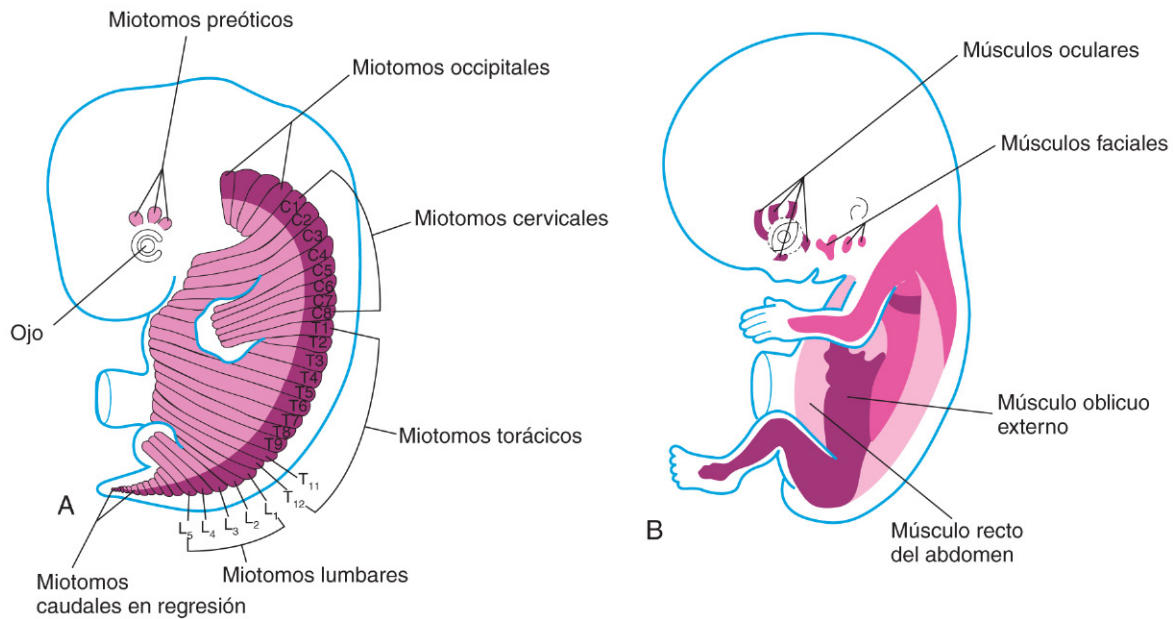 Miotomos preóticos
Miotomos occipitales
C1
C2
C3
C4
C5
C6
C7
C8
T1
T2
T3
T4
T5
T6
T7
T8
T9
T11
T12
L1
L2
L3
L4
L5
Miotomos cervicales
Ojo
Miotomos torácicos
A
Miotomos lumbares
Miotomos
caudales en regresión
Músculos oculares
Músculos faciales
Músculo oblicuo
externo
Músculo recto
del abdomen
B